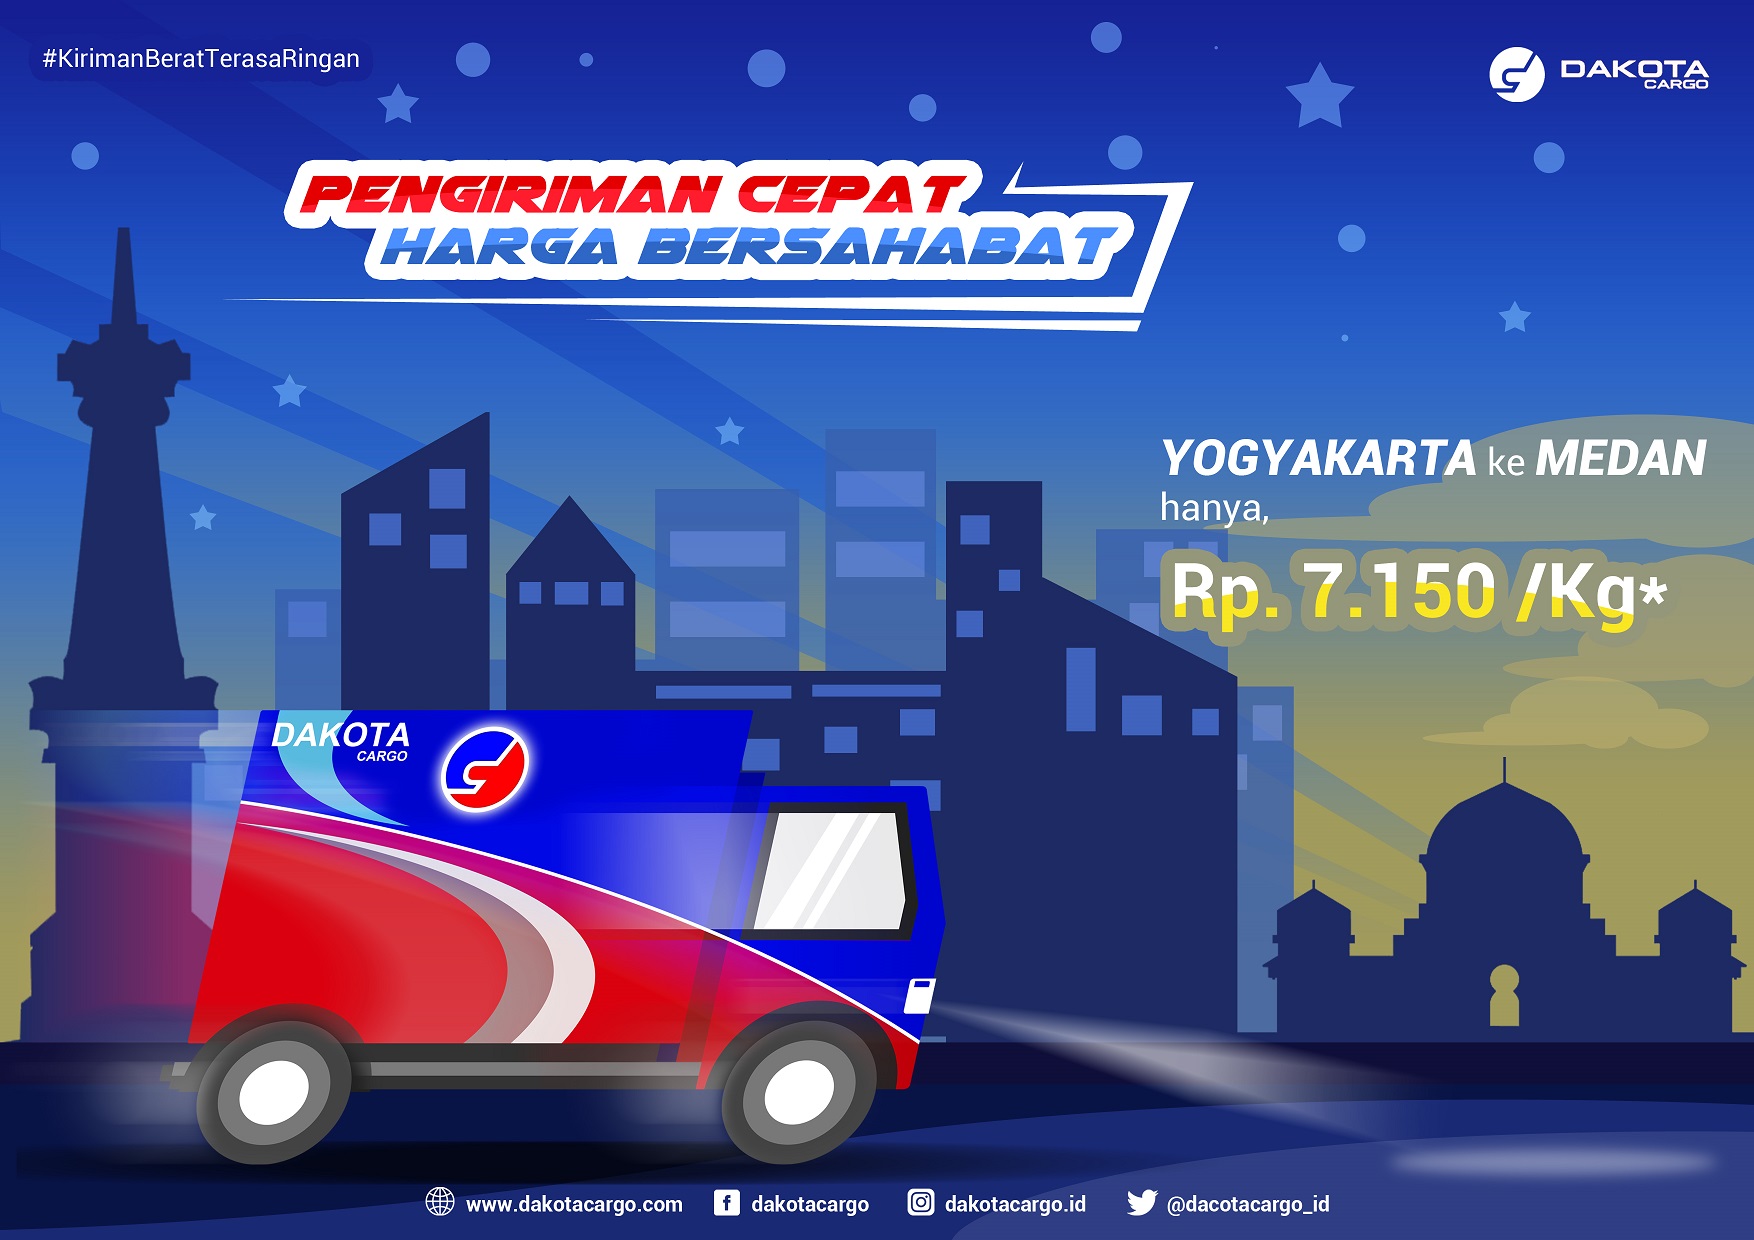 #KirimanBeratTerasaRingan
DAKOTA
CARGO
PENGIRIMAN CEPAT
HARGA BERSAHABAT
YOGYAKARTA ke MEDAN
hanya,
Rp. 7.150 /Kg*
DAKOTA
CARGO
www.dakotacargo.com dakotacargo dakotacargo.id @dacotacargo_id